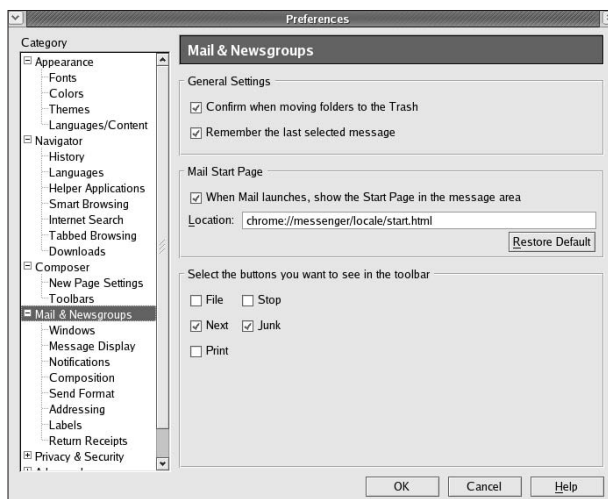 Preferences
Category
Appearance
Fonts
Colors
Themes
Languages/Content
Navigator
History
Languages
Helper Applications
Smart Browsing
Internet Search
Tabbed Browsing
Downloads
Composer
New Page Settings
Toolbars
Mail & Newsgroups
Windows
Message Display
Notifications
Composition
Send Format
Addressing
Labels
Return Receipts
Privacy & Security
Mail & Newsgroups
General Settings
Confirm when moving folders to the Trash
Remember the last selected message
Mail Start Page
When Mail launches, show the Start Page in the message area
Location: chrome://messenger/locale/start.html
Restore Default
Select the buttons you want to see in the toolbar
File Stop
Next Junk
Print
OK Cancel Help